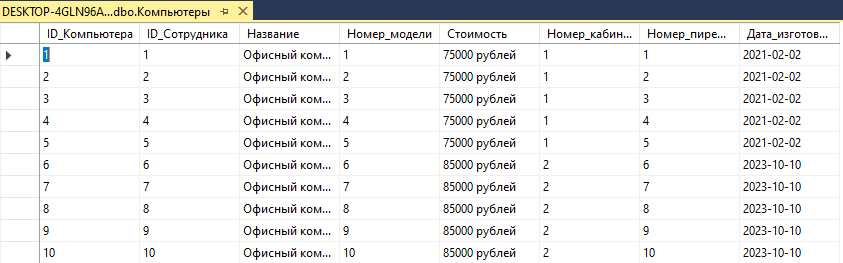 DESKTOP-4GLN96A...dbo.Компьютеры
ID_Компьютера ID_Сотрудника Название Номер_модели Стоимость Номер_кабин... Номер_пире... Дата_изготов...
1 1 Офисный ком... 1 75000 рублей 1 1 2021-02-02
2 2 Офисный ком... 2 75000 рублей 1 2 2021-02-02
3 3 Офисный ком... 3 75000 рублей 1 3 2021-02-02
4 4 Офисный ком... 4 75000 рублей 1 4 2021-02-02
5 5 Офисный ком... 5 75000 рублей 1 5 2021-02-02
6 6 Офисный ком... 6 85000 рублей 2 6 2023-10-10
7 7 Офисный ком... 7 85000 рублей 2 7 2023-10-10
8 8 Офисный ком... 8 85000 рублей 2 8 2023-10-10
9 9 Офисный ком... 9 85000 рублей 2 9 2023-10-10
10 10 Офисный ком... 10 85000 рублей 2 10 2023-10-10